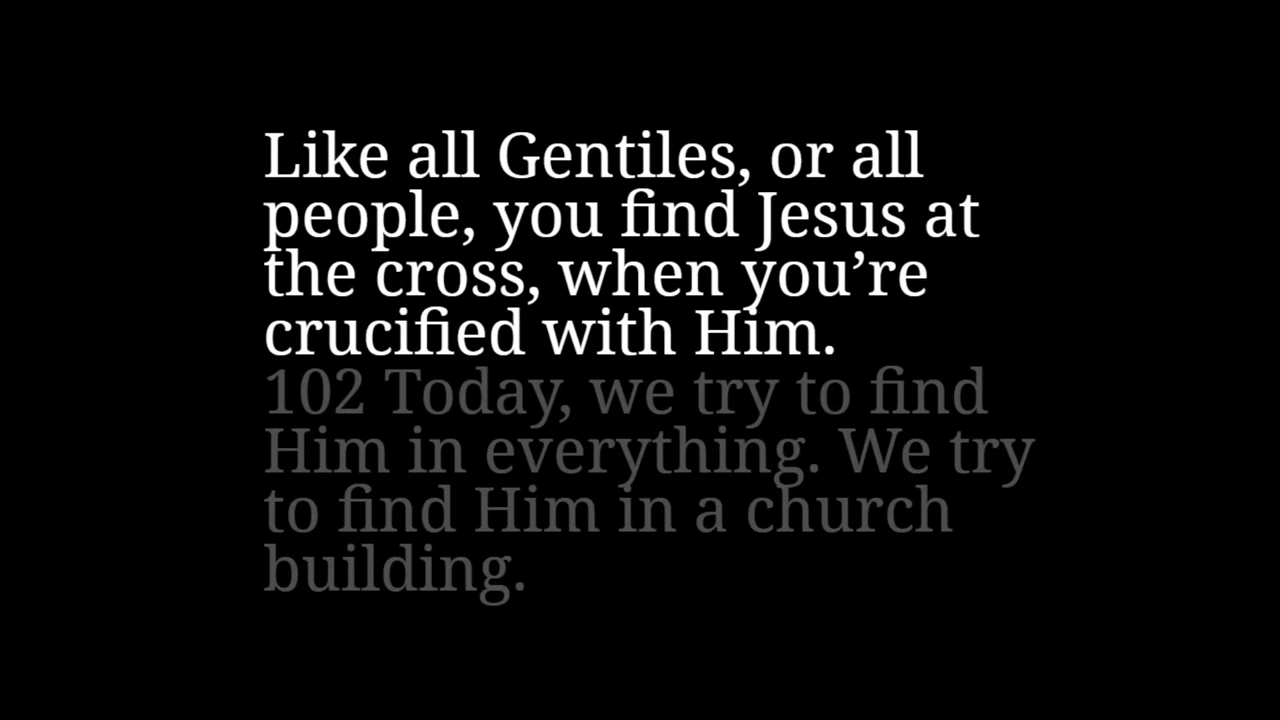 Like all Gentiles, or all
people, you find Jesus at
the cross, when you’re
crucified with Him.
102 Today, we try to find
Him in everything. We try
to find Him in a church
building.